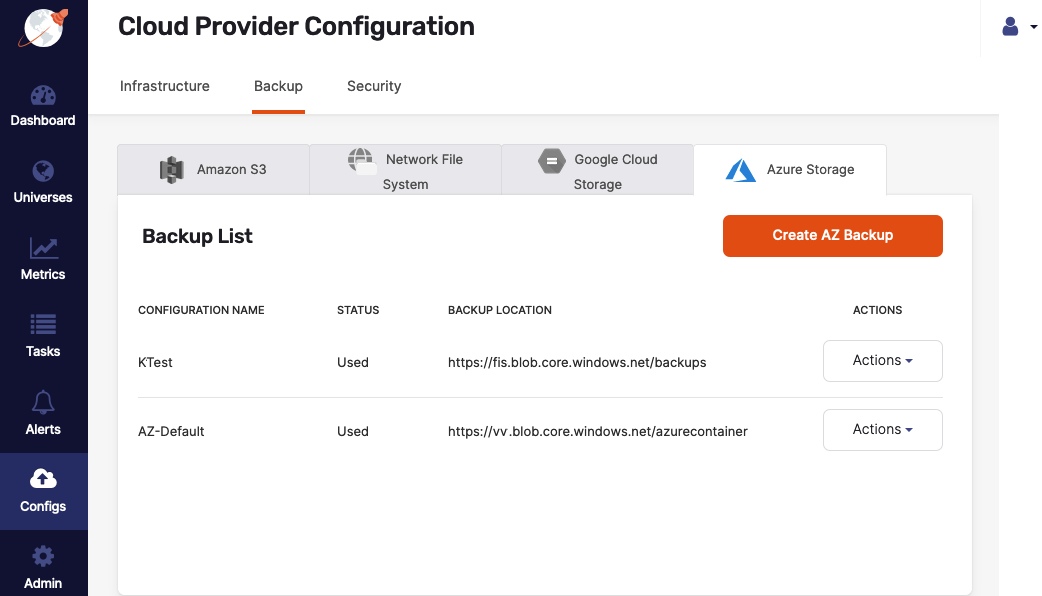 Cloud Provider Configuration
Infrastructure Backup Security
Dashboard
Universes
Metrics
Tasks
Alerts
Configs
Admin
Amazon S3
Network File
System
Google Cloud
Storage
Azure Storage
Backup List
Create AZ Backup
CONFIGURATION NAME STATUS BACKUP LOCATION ACTIONS
KTest Used https://fis.blob.core.windows.net/backups Actions
AZ-Default Used https://vv.blob.core.windows.net/azurecontainer Actions